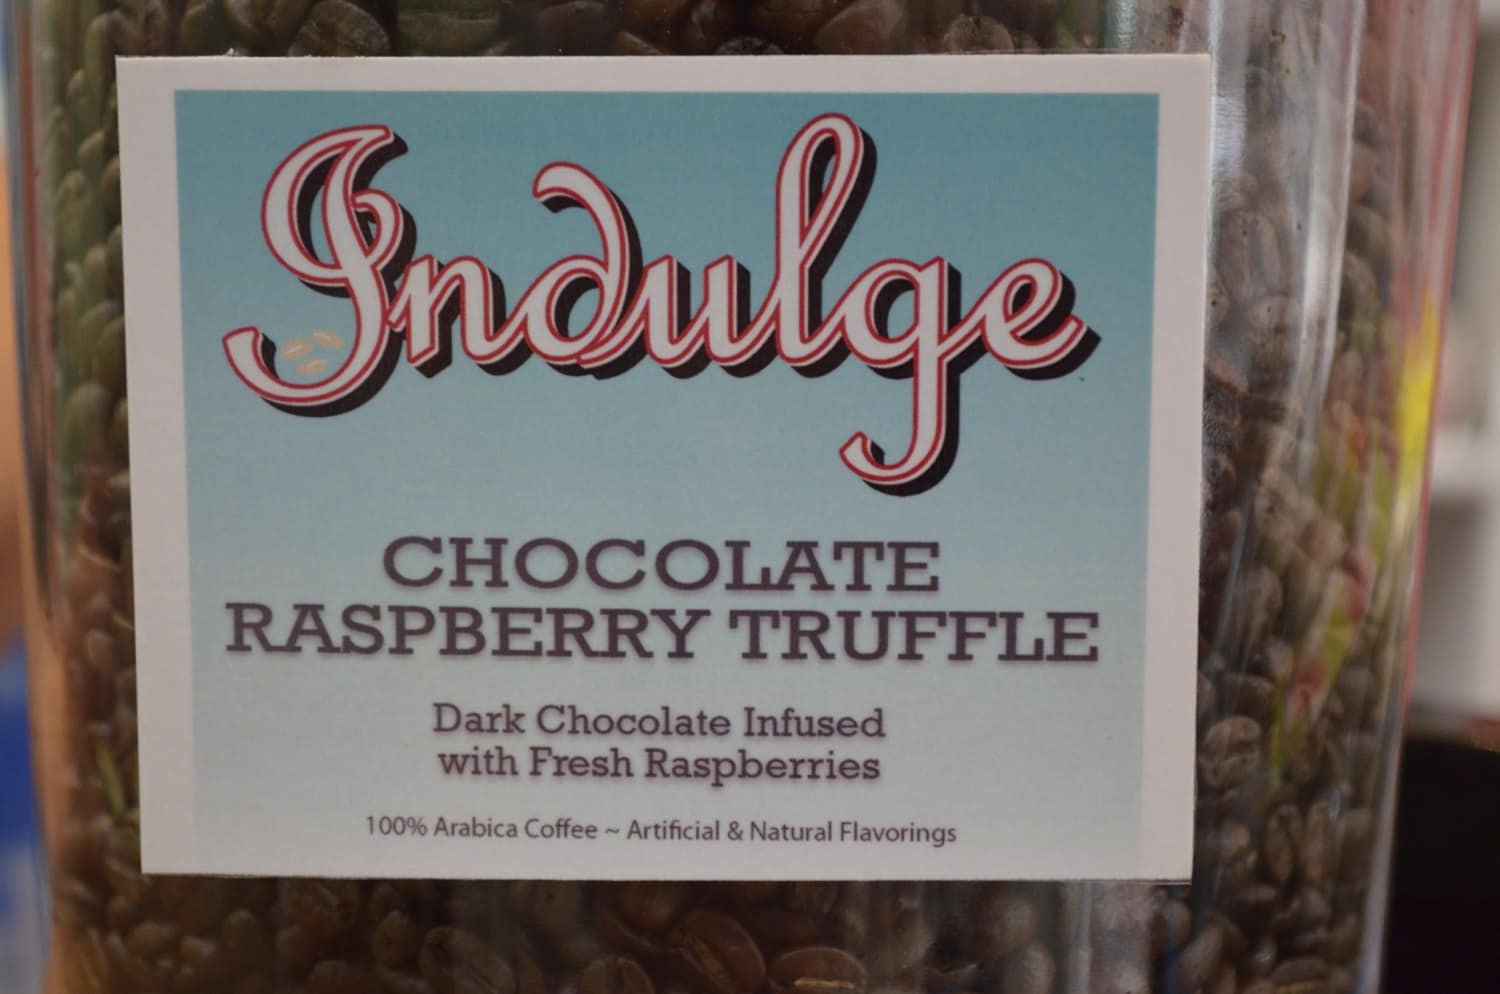 Indulge
CHOCOLATE
RASPBERRY TRUFFLE
Dark Chocolate Infused
with Fresh Raspberries
100% Arabica Coffee ~ Artificial & Natural Flavorings